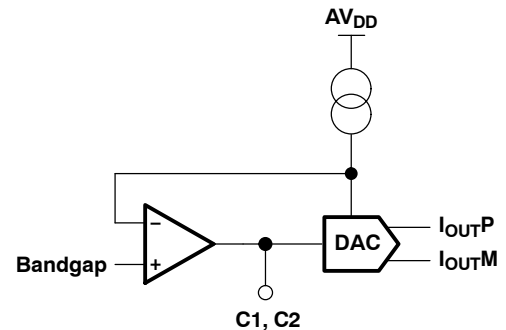 AVDD
−
+
Bandgap
DAC
IOUTP
IOUTM
C1, C2